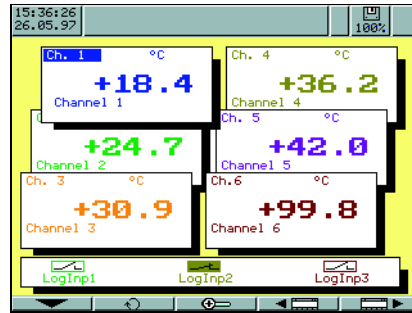 15:36:26
26.05.97
100%
Ch. 1 °C
+18.4
Channel 1
Ch. 4 °C
+36.2
Channel 4
+24.7
Channel 2
Ch. 5 °C
+42.0
Channel 5
Ch. 3 °C
+30.9
Channel 3
Ch.6 °C
+99.8
Channel 6
LogInp1 LogInp2 LogInp3